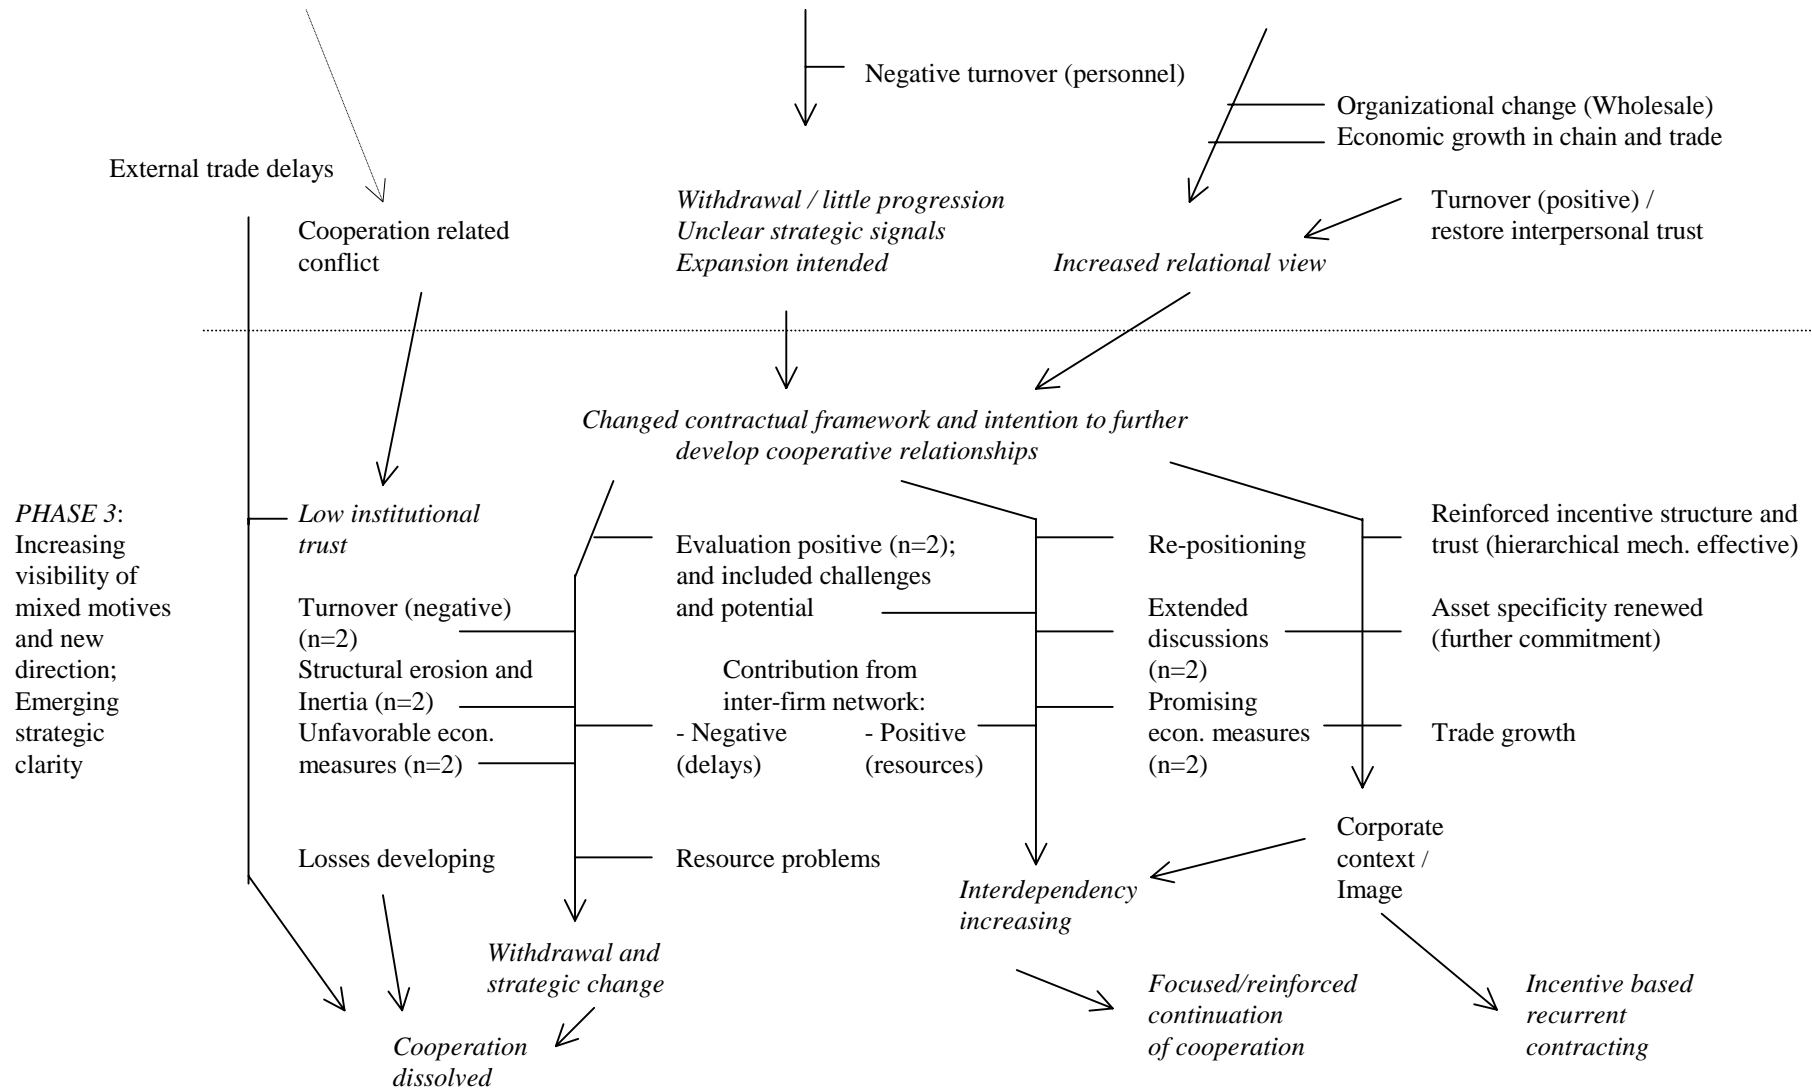 Negative turnover (personnel)
Organizational change (Wholesale)
Economic growth in chain and trade
External trade delays
Cooperation related
conflict
Withdrawal / little progression
Unclear strategic signals
Expansion intended
Turnover (positive) /
restore interpersonal trust
Increased relational view
Changed contractual framework and intention to further
develop cooperative relationships
PHASE 3:
Increasing
visibility of
mixed motives
and new
direction;
Emerging
strategic
clarity
Low institutional
trust
Turnover (negative)
(n=2)
Structural erosion and
Inertia (n=2)
Unfavorable econ.
measures (n=2)
Losses developing
Evaluation positive (n=2);
and included challenges
and potential
Contribution from
inter-firm network:
- Negative
(delays)
- Positive
(resources)
Resource problems
Re-positioning
Extended
discussions
(n=2)
Promising
econ. measures
(n=2)
Reinforced incentive structure and
trust (hierarchical mech. effective)
Asset specificity renewed
(further commitment)
Trade growth
Corporate
context /
Image
Interdependency
increasing
Withdrawal and
strategic change
Cooperation
dissolved
Focused/reinforced
continuation
of cooperation
Incentive based
recurrent
contracting